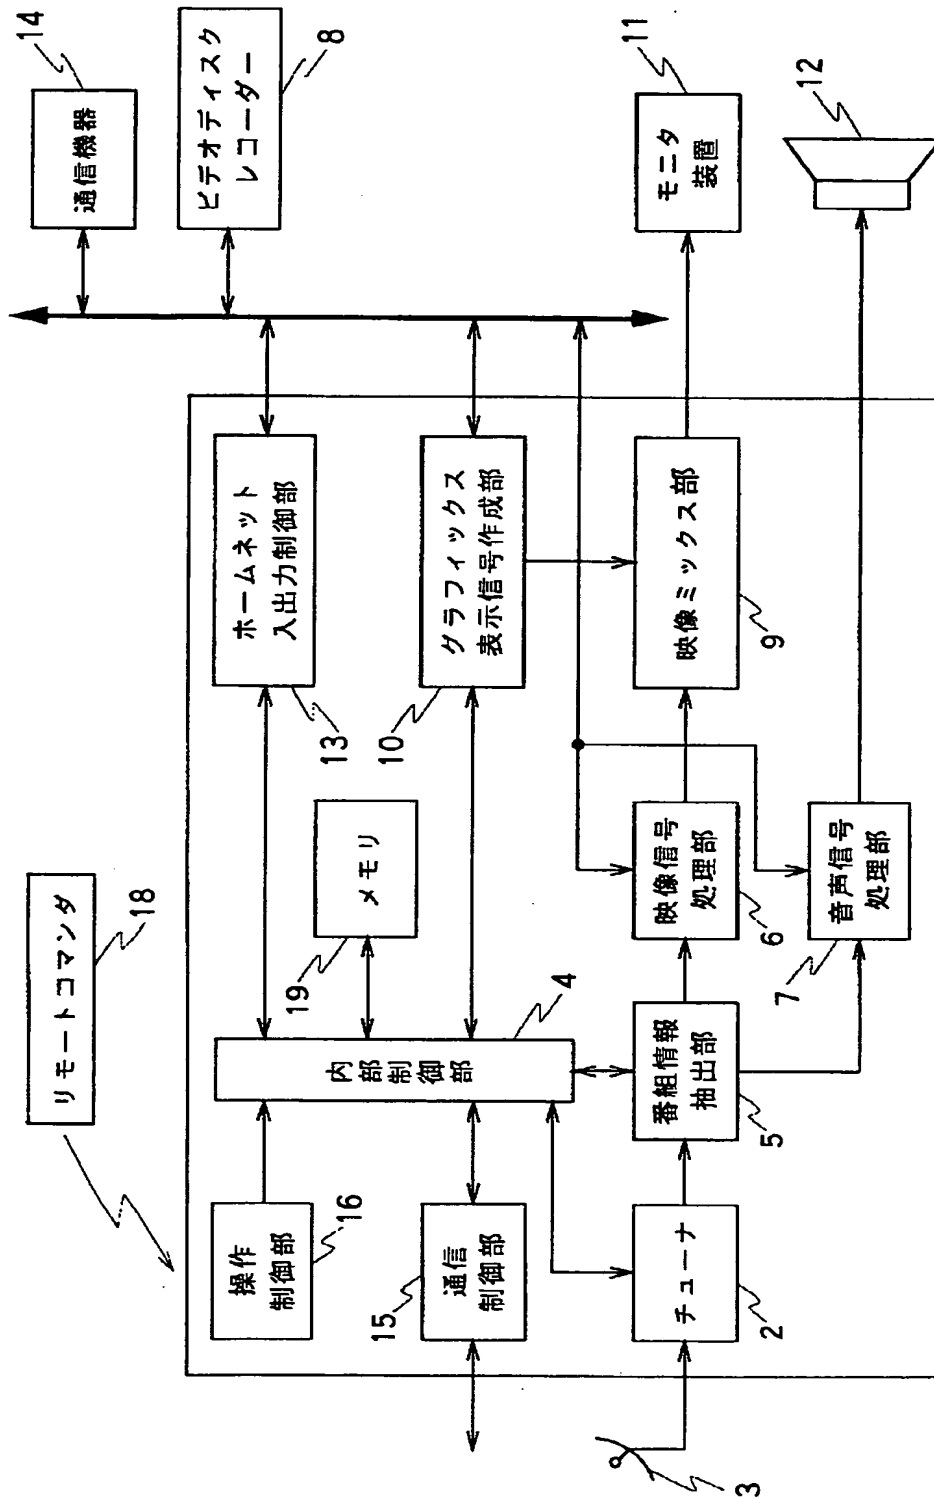 リモートコマンダ
18
14
通信機器
ビデオディスク
レコーダー
8
操作
制御部
16
ホームネット
入出力制御部
13
メモリ
19
内部制御部
4
通信
制御部
15
グラフィックス
表示信号作成部
10
11
モニタ
装置
チューナ
2
番組情報
抽出部
5
映像信号
処理部
6
映像ミックス部
9
音声信号
処理部
7
12
3